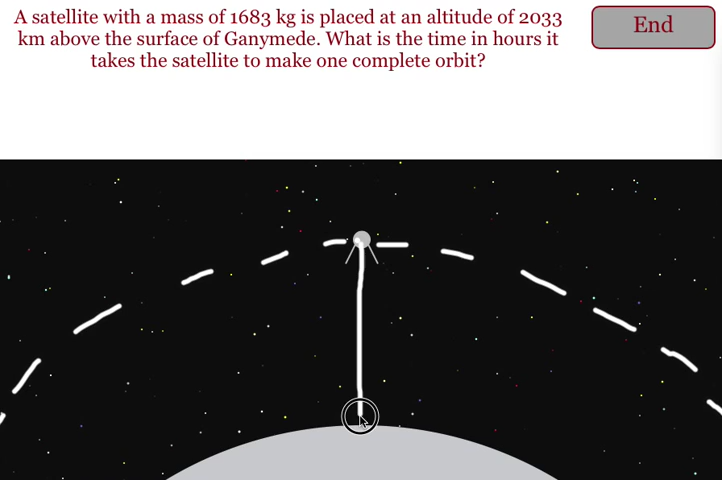 A satellite with a mass of 1683 kg is placed at an altitude of 2033
km above the surface of Ganymede. What is the time in hours it
takes the satellite to make one complete orbit?
End